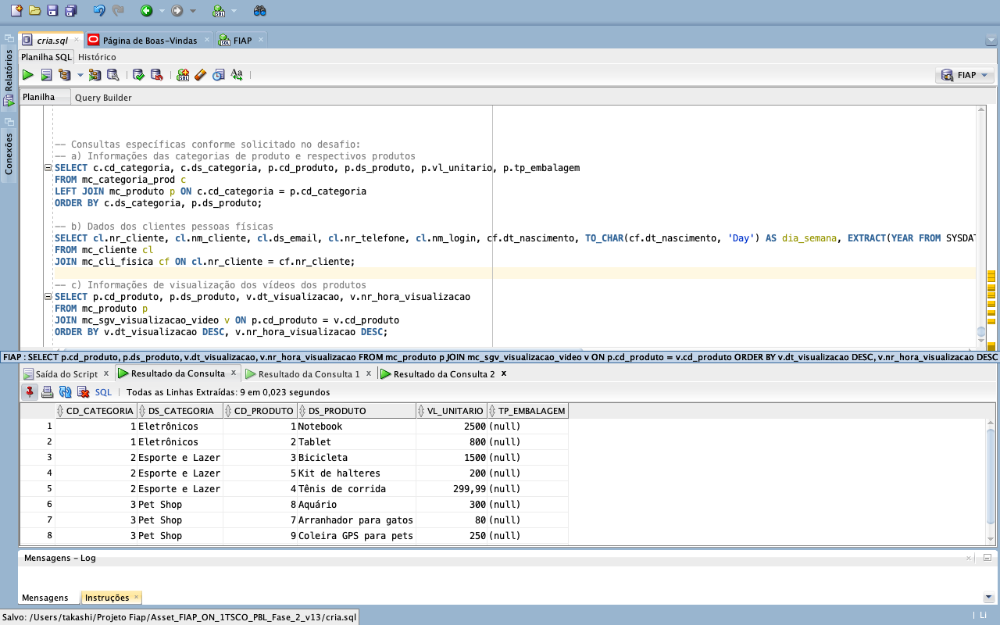 cria.sql
Página de Boas-Vindas
FIAP
Relatórios
Conexões
Planilha SQL Histórico
FIAP
Planilha Query Builder
-- Consultas específicas conforme solicitado no desafio:
-- a) Informações das categorias de produto e respectivos produtos
SELECT c.cd_categoria, c.ds_categoria, p.cd_produto, p.ds_produto, p.vl_unitario, p.tp_embalagem
FROM mc_categoria_prod c
LEFT JOIN mc_produto p ON c.cd_categoria = p.cd_categoria
ORDER BY c.ds_categoria, p.ds_produto;
-- b) Dados dos clientes pessoas físicas
SELECT cl.nr_cliente, cl.nm_cliente, cl.ds_email, cl.nr_telefone, cl.nm_login, cf.dt_nascimento, TO_CHAR(cf.dt_nascimento, 'Day') AS dia_semana, EXTRACT(YEAR FROM SYSDAT
FROM mc_cliente cl
JOIN mc_cli_fisica cf ON cl.nr_cliente = cf.nr_cliente;
-- c) Informações de visualização dos vídeos dos produtos
SELECT p.cd_produto, p.ds_produto, v.dt_visualizacao, v.nr_hora_visualizacao
FROM mc_produto p
JOIN mc_sgv_visualizacao_video v ON p.cd_produto = v.cd_produto
ORDER BY v.dt_visualizacao DESC, v.nr_hora_visualizacao DESC;
FIAP : SELECT p.cd_produto, p.ds_produto, v.dt_visualizacao, v.nr_hora_visualizacao FROM mc_produto p JOIN mc_sgv_visualizacao_video v ON p.cd_produto = v.cd_produto ORDER BY v.dt_visualizacao DESC, v.nr_hora_visualizacao DESC
Saída do Script x Resultado da Consulta x Resultado da Consulta 1 x Resultado da Consulta 2 x
SQL | Todas as Linhas Extraídas: 9 em 0,023 segundos
CD_CATEGORIA DS_CATEGORIA CD_PRODUTO DS_PRODUTO VL_UNITARIO TP_EMBALAGEM
1 1 Eletrônicos 1 Notebook 2500 (null)
2 1 Eletrônicos 2 Tablet 800 (null)
3 2 Esporte e Lazer 3 Bicicleta 1500 (null)
4 2 Esporte e Lazer 5 Kit de halteres 200 (null)
5 2 Esporte e Lazer 4 Tênis de corrida 299,99 (null)
6 3 Pet Shop 8 Aquário 300 (null)
7 3 Pet Shop 7 Arranhador para gatos 80 (null)
8 3 Pet Shop 9 Coleira GPS para pets 250 (null)
Mensagens - Log
Mensagens Instruções
Salvo: /Users/takashi/Projeto Fiap/Asset_FIAP_ON_1TSCO_PBL_Fase_2_v13/cria.sql
Li